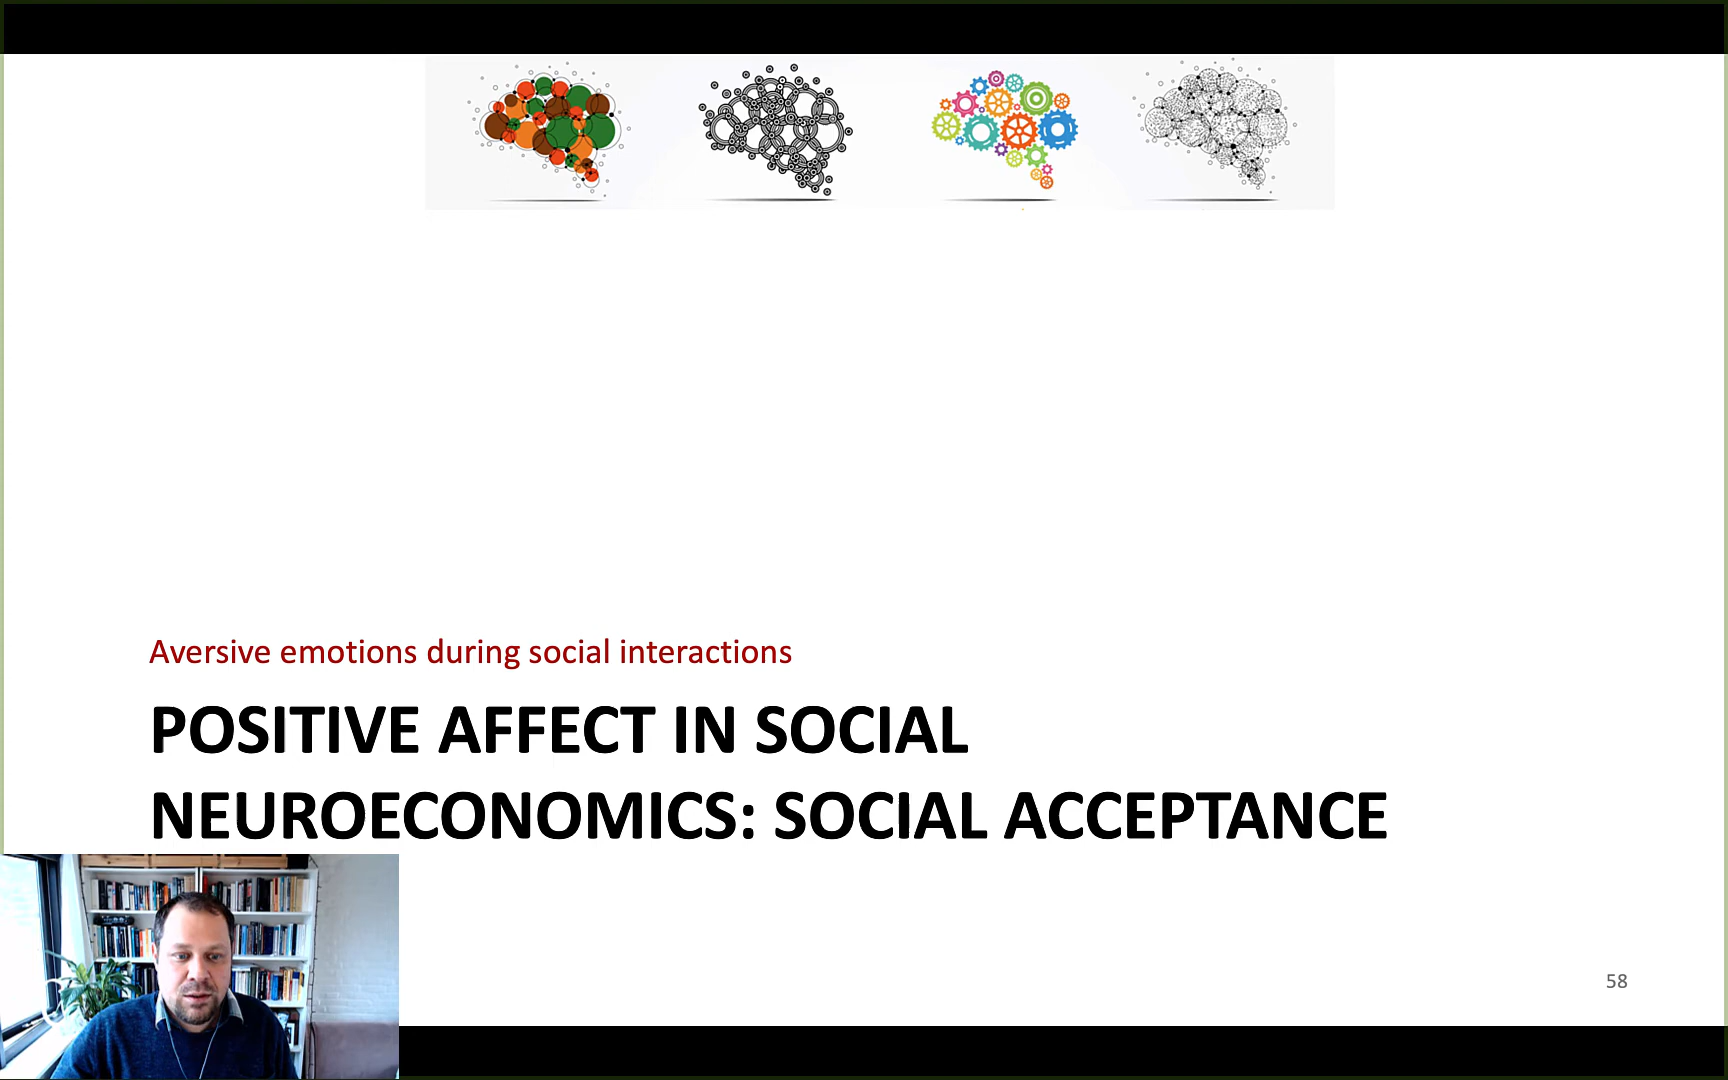 Aversive emotions during social interactions
POSITIVE AFFECT IN SOCIAL
NEUROECONOMICS: SOCIAL ACCEPTANCE
58